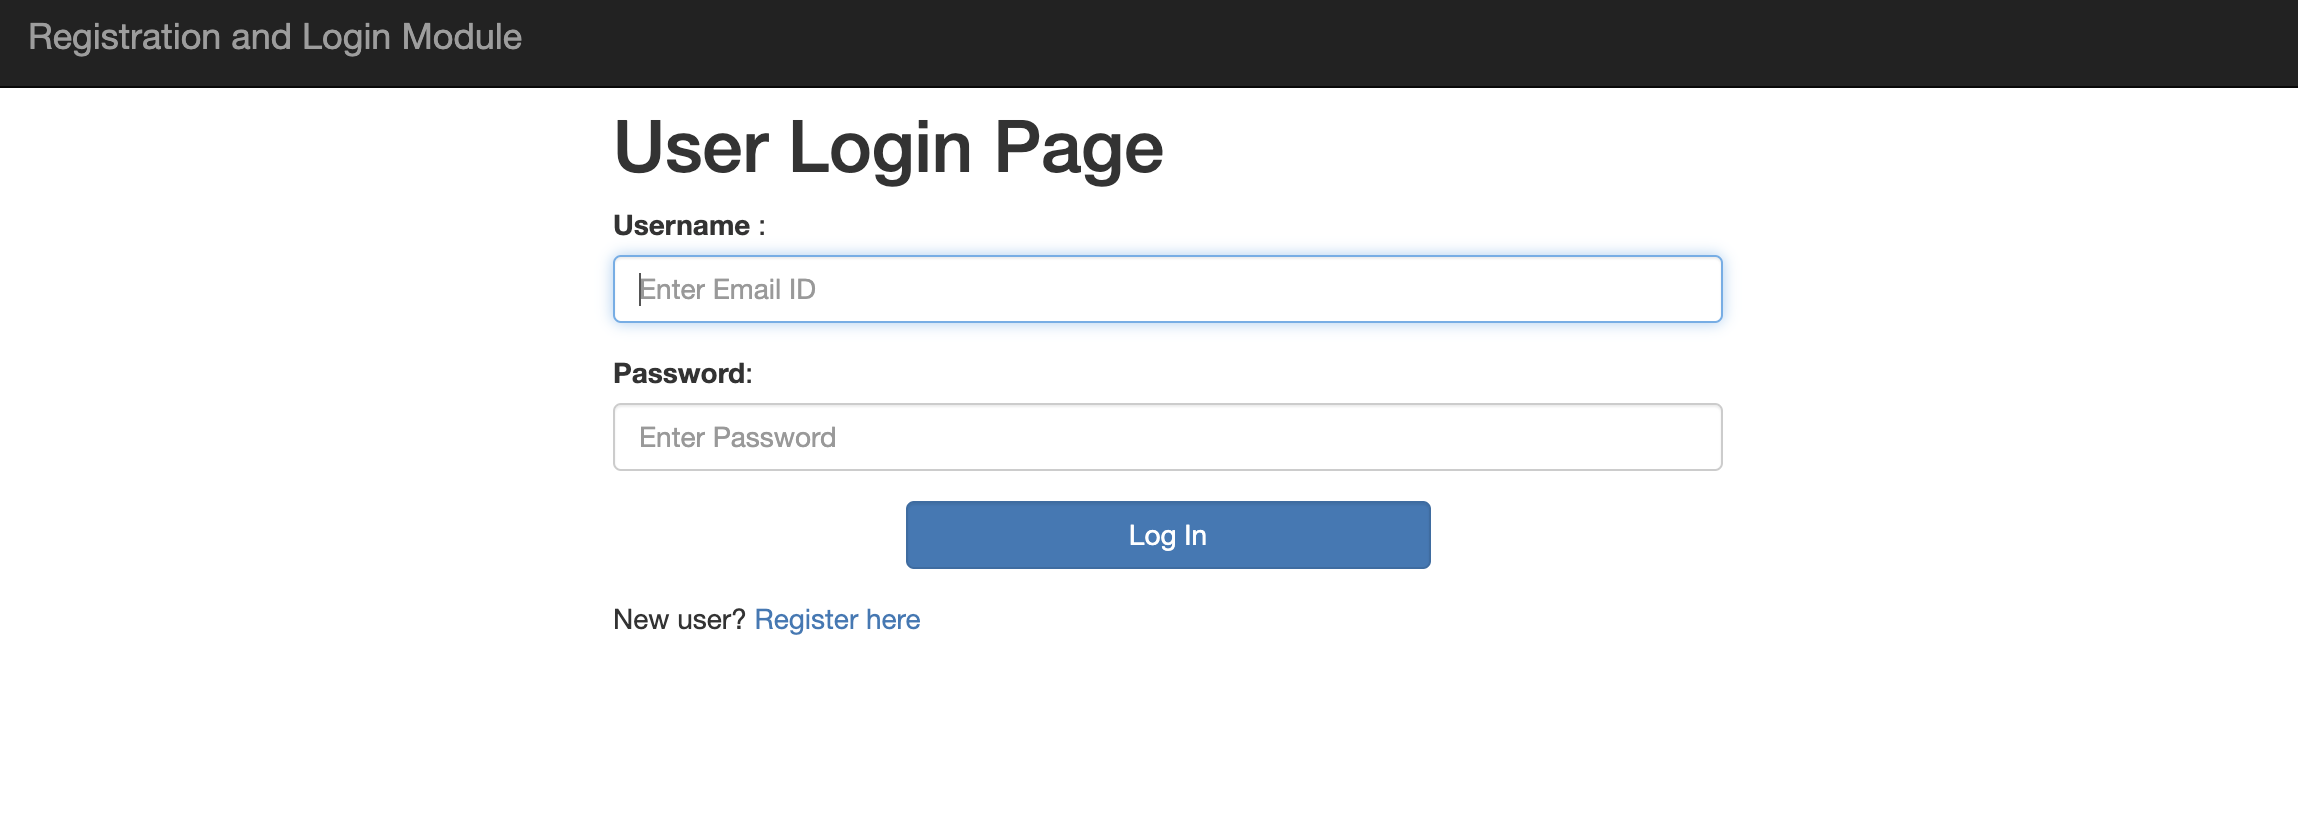 Registration and Login Module
User Login Page
Username :
Enter Email ID
Password:
Enter Password
Log In
New user? Register here